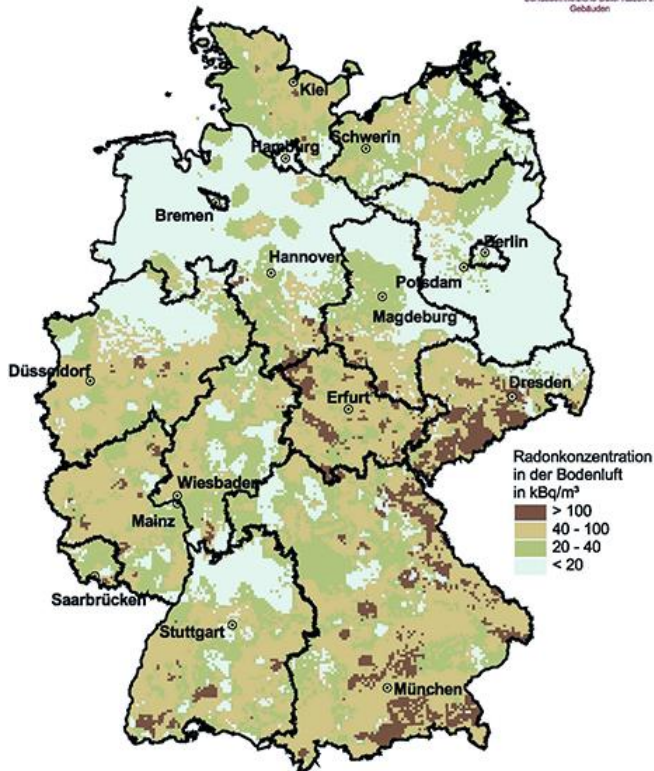 Gebäuden
Kiel
Schwerin
Hamburg
Bremen
Berlin
Hannover
Potsdam
Magdeburg
Düsseldorf
Erfurt
Dresden
Radonkonzentration
in der Bodenluft
in kBq/m³
> 100
40 - 100
20 - 40
< 20
Wiesbaden
Mainz
Saarbrücken
Stuttgart
München